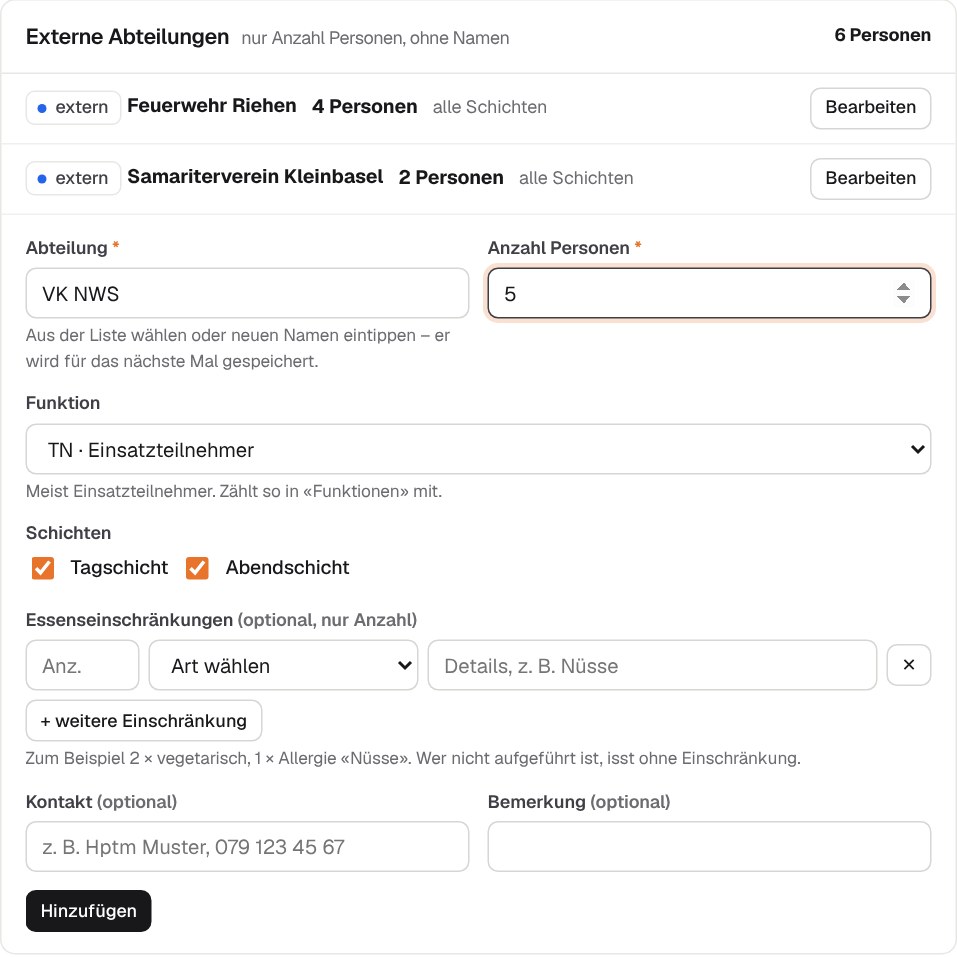 Externe Abteilungen nur Anzahl Personen, ohne Namen 6 Personen
extern Feuerwehr Riehen 4 Personen alle Schichten Bearbeiten
extern Samariterverein Kleinbasel 2 Personen alle Schichten Bearbeiten
Abteilung * Anzahl Personen *
VK NWS 5
Aus der Liste wählen oder neuen Namen eintippen – er
wird für das nächste Mal gespeichert.
Funktion
TN · Einsatzteilnehmer
Meist Einsatzteilnehmer. Zählt so in «Funktionen» mit.
Schichten
Tagschicht Abendschicht
Essenseinschränkungen (optional, nur Anzahl)
Anz. Art wählen Details, z. B. Nüsse ×
+ weitere Einschränkung
Zum Beispiel 2 × vegetarisch, 1 × Allergie «Nüsse». Wer nicht aufgeführt ist, isst ohne Einschränkung.
Kontakt (optional) Bemerkung (optional)
z. B. Hptm Muster, 079 123 45 67
Hinzufügen